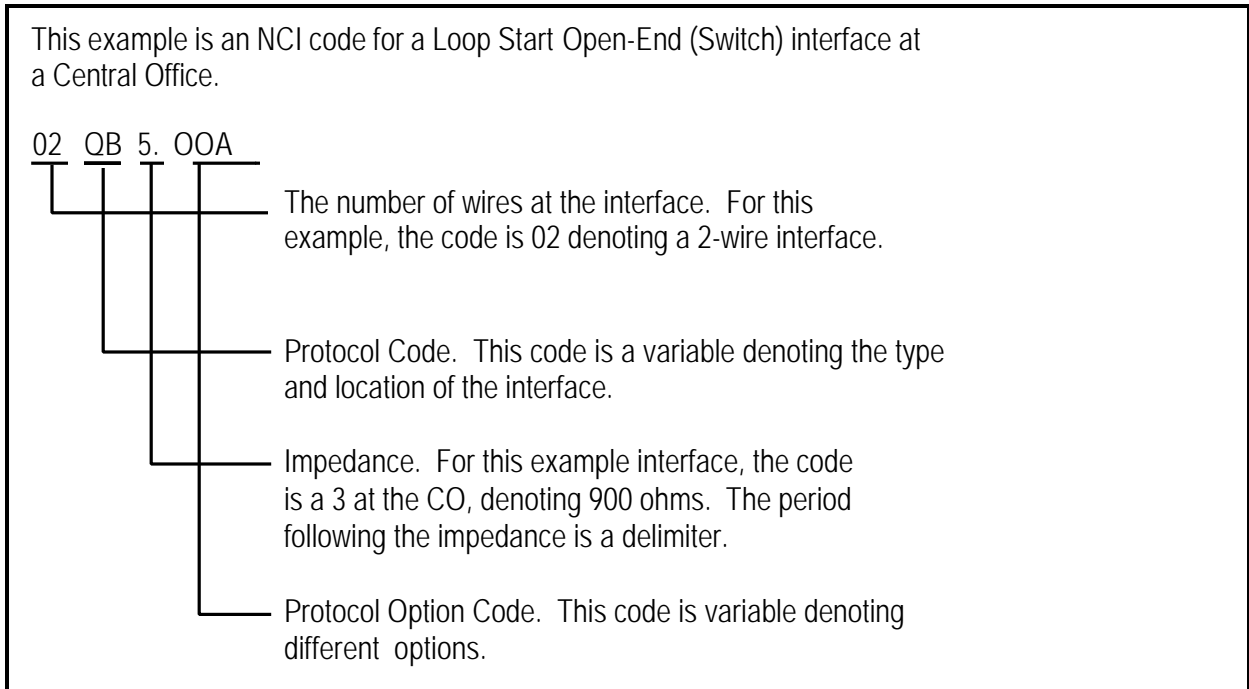 This example is an NCI code for a Loop Start Open-End (Switch) interface at
a Central Office.
02 QB 5. OOA
The number of wires at the interface. For this
example, the code is 02 denoting a 2-wire interface.
Protocol Code. This code is a variable denoting the type
and location of the interface.
Impedance. For this example interface, the code
is a 3 at the CO, denoting 900 ohms. The period
following the impedance is a delimiter.
Protocol Option Code. This code is variable denoting
different options.